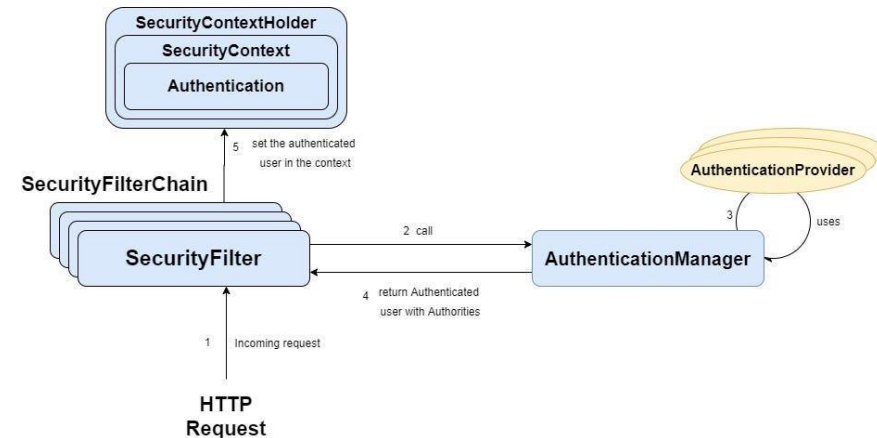 SecurityContextHolder
SecurityContext
Authentication
5 set the authenticated
user in the context
SecurityFilterChain
AuthenticationProvider
3 uses
SecurityFilter
2 call
AuthenticationManager
4 return Authenticated
user with Authorities
1 Incoming request
HTTP
Request